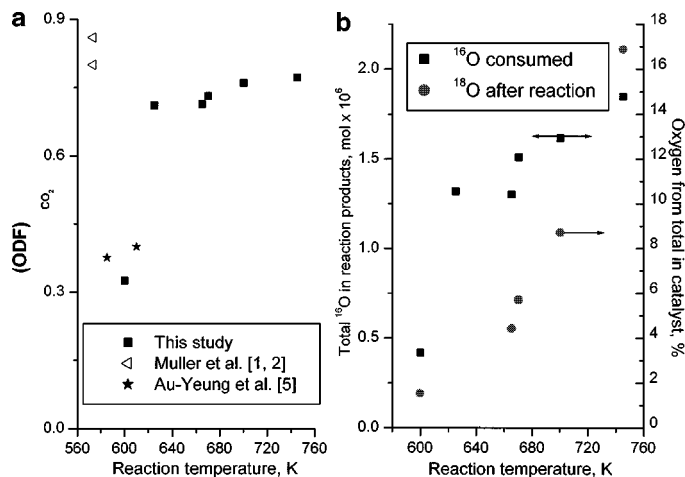 a
0.9
0.6
0.3
0.0
(ODF) CO2
560 600 640 680 720 760
Reaction temperature, K
This study
Muller et al. [1, 2]
Au-Yeung et al. [5]
b
2.0
1.5
1.0
0.5
0.0
Total ¹⁶O in reaction products, mol x 10⁶
¹⁶O consumed
¹⁸O after reaction
18
16
14
12
10
8
6
4
2
0
Oxygen from total in catalyst, %
600 640 680 720 760
Reaction temperature, K